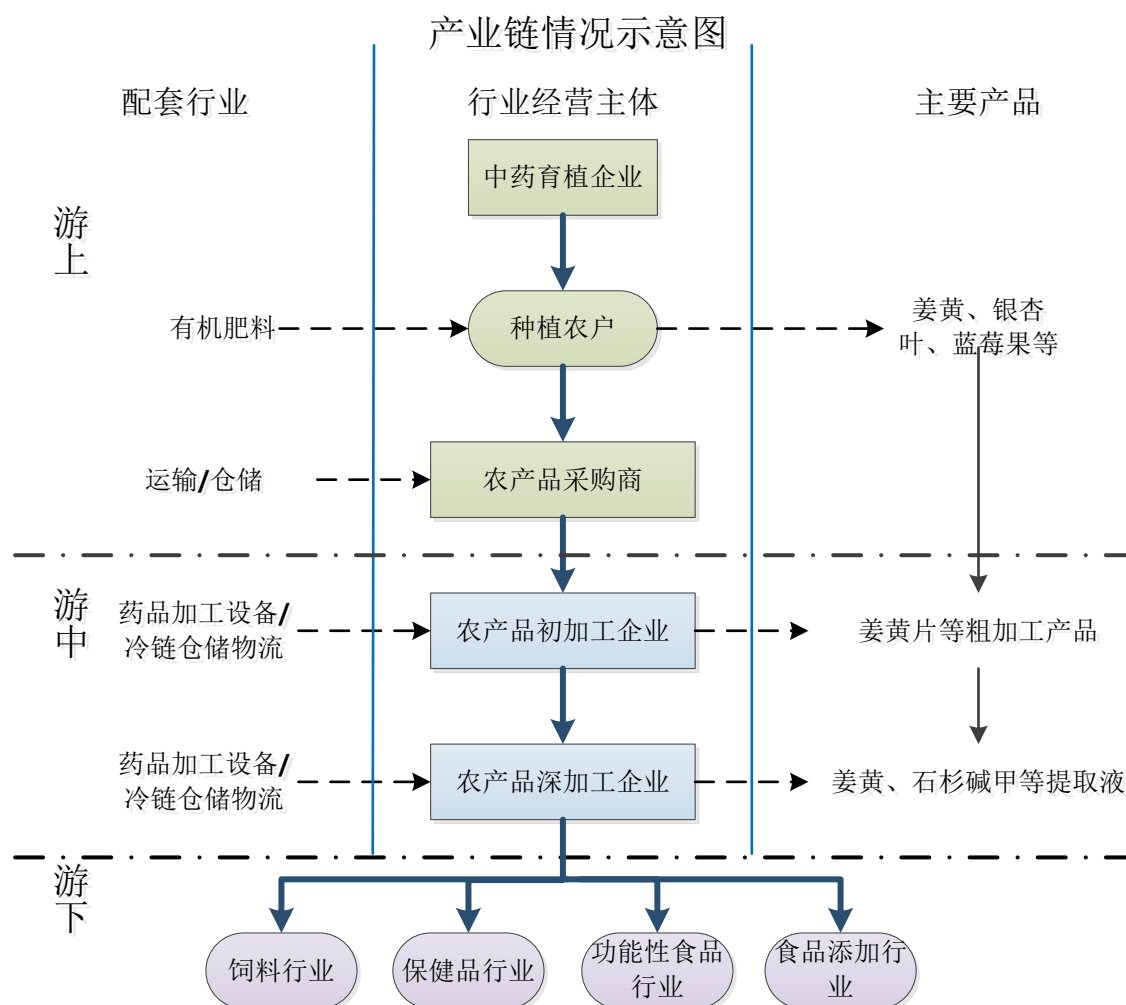 产业链情况示意图
配套行业
行业经营主体
主要产品
中药育植企业
游
上
有机肥料
种植农户
姜黄、银杏
叶、蓝莓果等
运输/仓储
农产品采购商
游
中
药品加工设备/
冷链仓储物流
农产品初加工企业
姜黄片等粗加工产品
药品加工设备/
冷链仓储物流
农产品深加工企业
姜黄、石杉碱甲等提取液
游
下
饲料行业
保健品行业
功能性食品
行业
食品添加行
业